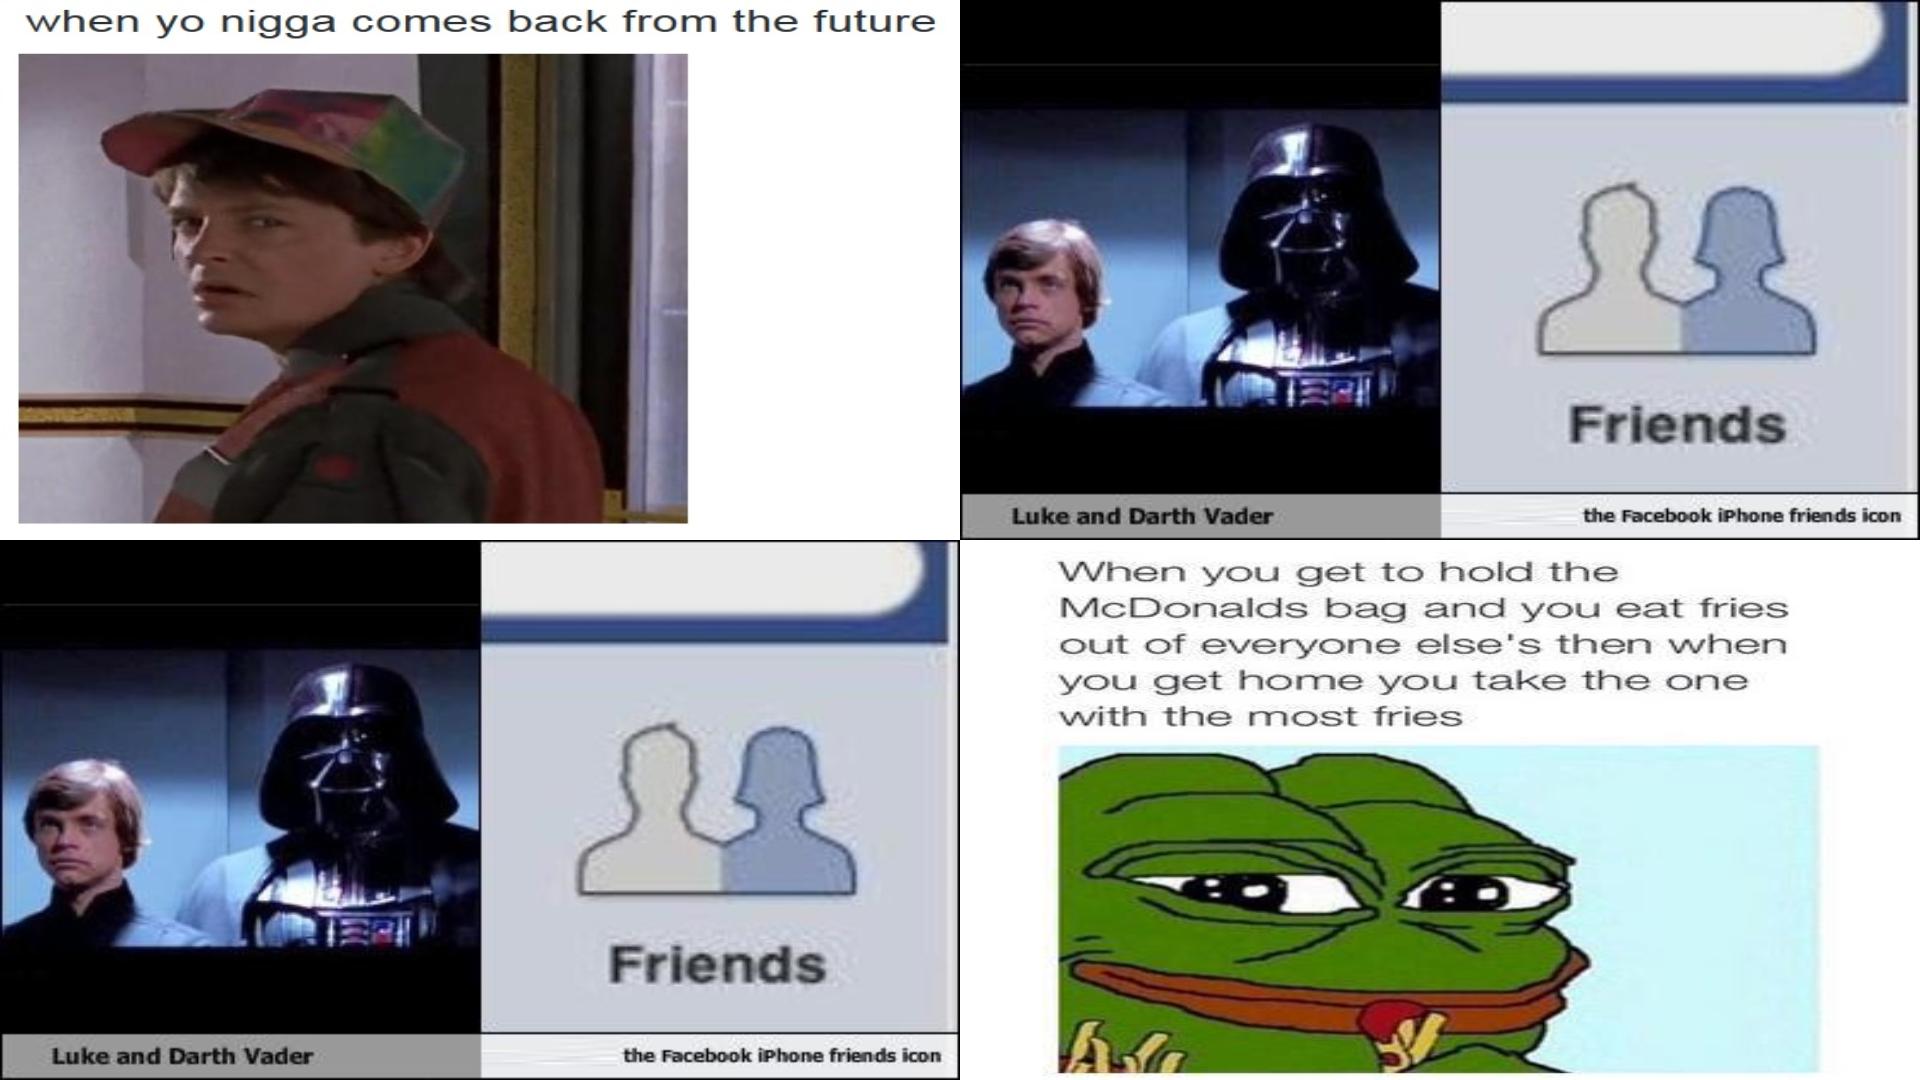 when yo nigga comes back from the future
Friends
Luke and Darth Vader
the Facebook iPhone friends icon
Friends
Luke and Darth Vader
the Facebook iPhone friends icon
When you get to hold the
McDonalds bag and you eat fries
out of everyone else's then when
you get home you take the one
with the most fries